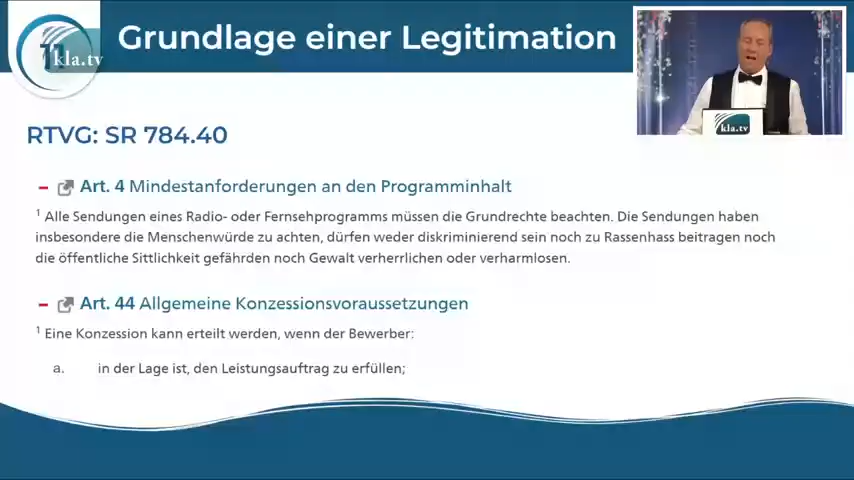 kla.tv
Grundlage einer Legitimation
kla.tv
RTVG: SR 784.40
– Art. 4 Mindestanforderungen an den Programminhalt
1 Alle Sendungen eines Radio- oder Fernsehprogramms müssen die Grundrechte beachten. Die Sendungen haben
insbesondere die Menschenwürde zu achten, dürfen weder diskriminierend sein noch zu Rassenhass beitragen noch
die öffentliche Sittlichkeit gefährden noch Gewalt verherrlichen oder verharmlosen.
– Art. 44 Allgemeine Konzessionsvoraussetzungen
1 Eine Konzession kann erteilt werden, wenn der Bewerber:
a. in der Lage ist, den Leistungsauftrag zu erfüllen;